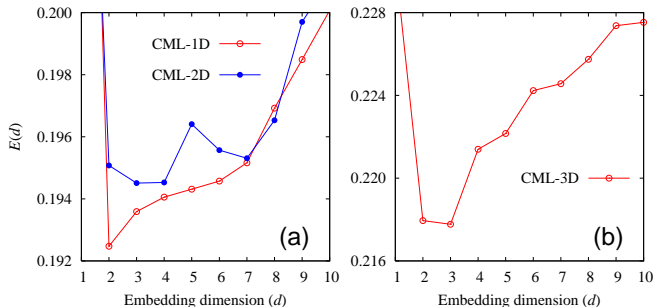 E(d)
0.200
0.198
0.196
0.194
0.192
CML-1D
CML-2D
(a)
1 2 3 4 5 6 7 8 9 10
Embedding dimension (d)
0.228
0.224
0.220
0.216
CML-3D
(b)
1 2 3 4 5 6 7 8 9 10
Embedding dimension (d)